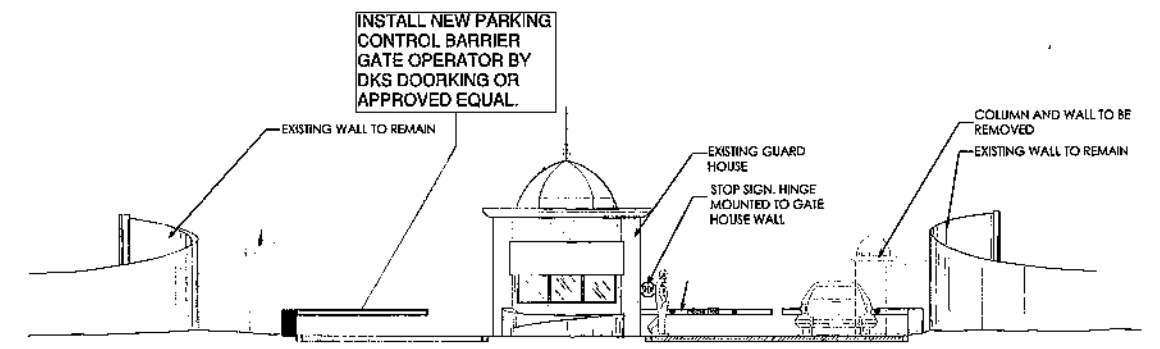 INSTALL NEW PARKING
CONTROL BARRIER
GATE OPERATOR BY
DKS DOORKING OR
APPROVED EQUAL.
EXISTING WALL TO REMAIN
EXISTING GUARD
HOUSE
STOP SIGN. HINGE
MOUNTED TO GATE
HOUSE WALL
COLUMN AND WALL TO BE
REMOVED
EXISTING WALL TO REMAIN